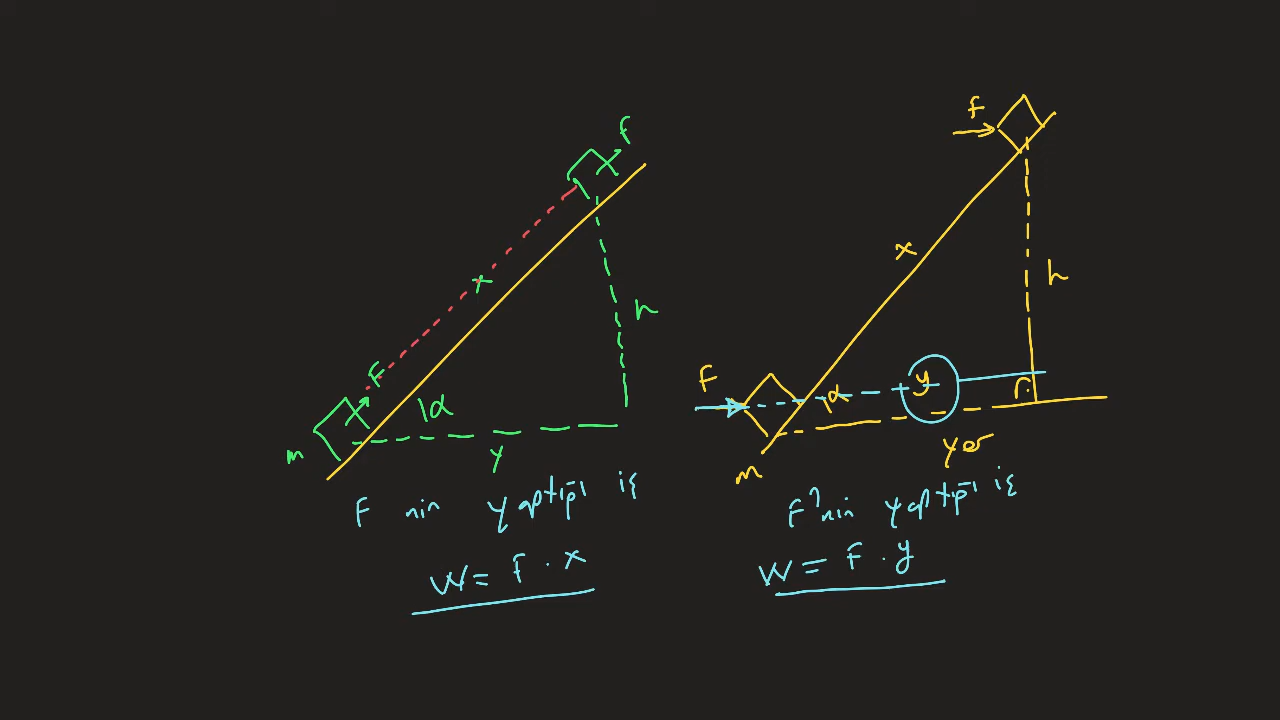 F
x
h
F
α
m
y
F nin yaptığı iş
W = F . x
F
x
h
F
α
y
m
yer
F'nin yaptığı iş
W = F . y